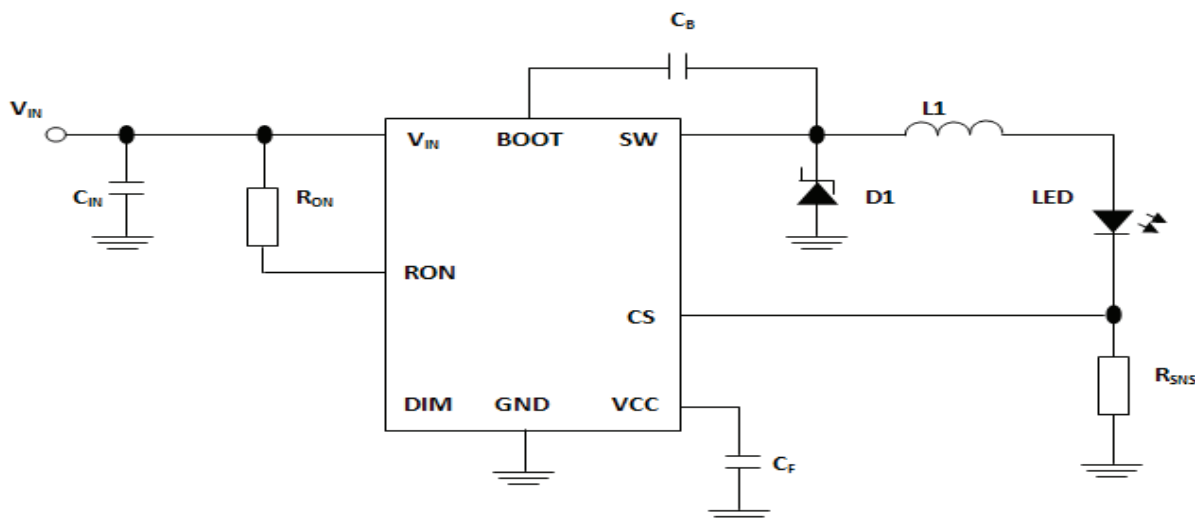 C_B
V_IN
L1
V_IN BOOT SW
C_IN
R_ON
D1
LED
RON
CS
R_SNS
DIM GND VCC
C_F